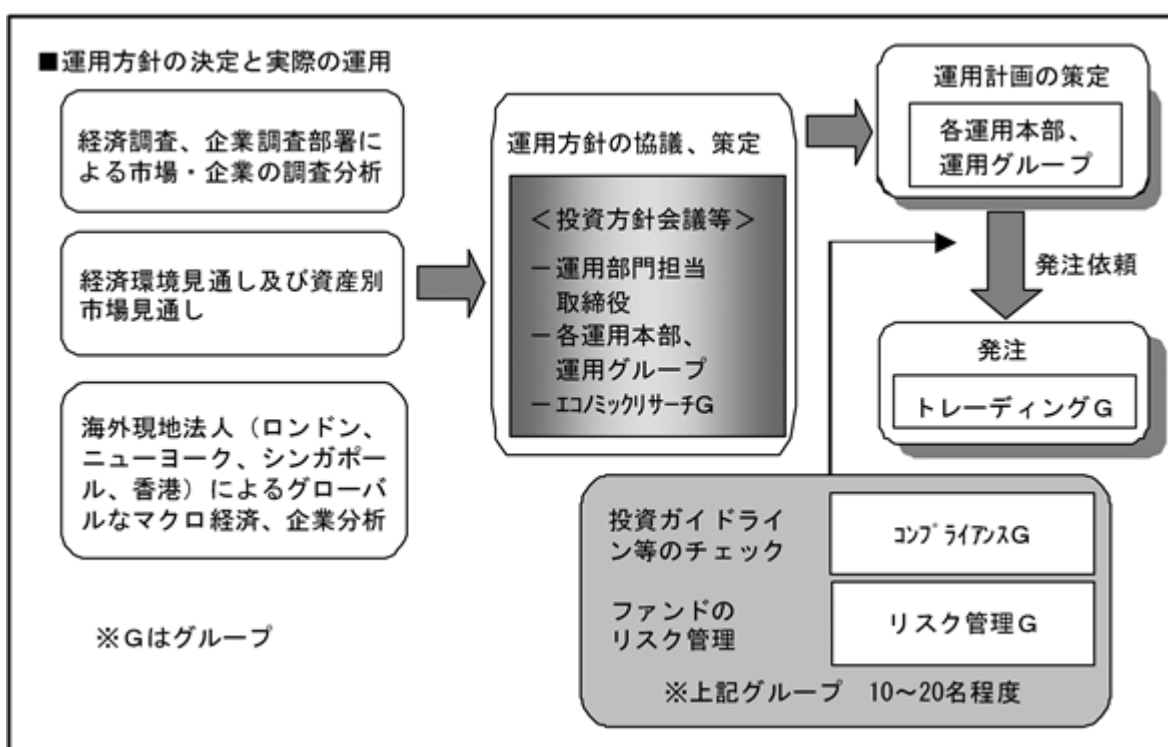 ■運用方針の決定と実際の運用
経済調査、企業調査部署に
よる市場・企業の調査分析
経済環境見通し及び資産別
市場見通し
海外現地法人（ロンドン、
ニューヨーク、シンガポー
ル、香港）によるグローバ
ルなマクロ経済、企業分析
※Gはグループ
運用方針の協議、策定
＜投資方針会議等＞
－運用部門担当
取締役
－各運用本部、
運用グループ
－ｴｺﾉﾐｯｸﾘｻｰﾁG
運用計画の策定
各運用本部、
運用グループ
発注依頼
発注
トレーディングG
投資ガイドライ
ン等のチェック
ｺﾝﾌﾟﾗｲｱﾝｽG
ファンドの
リスク管理
リスク管理G
※上記グループ　10～20名程度